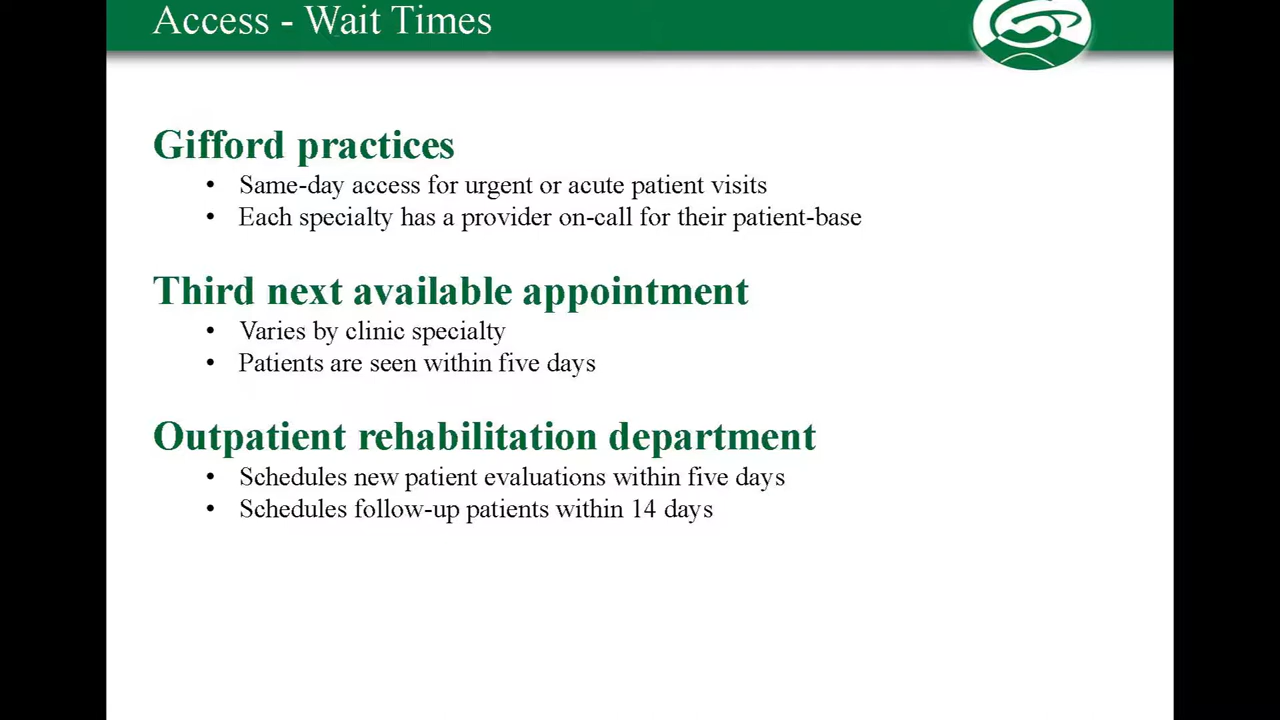 Access - Wait Times
Gifford practices
• Same-day access for urgent or acute patient visits
• Each specialty has a provider on-call for their patient-base
Third next available appointment
• Varies by clinic specialty
• Patients are seen within five days
Outpatient rehabilitation department
• Schedules new patient evaluations within five days
• Schedules follow-up patients within 14 days